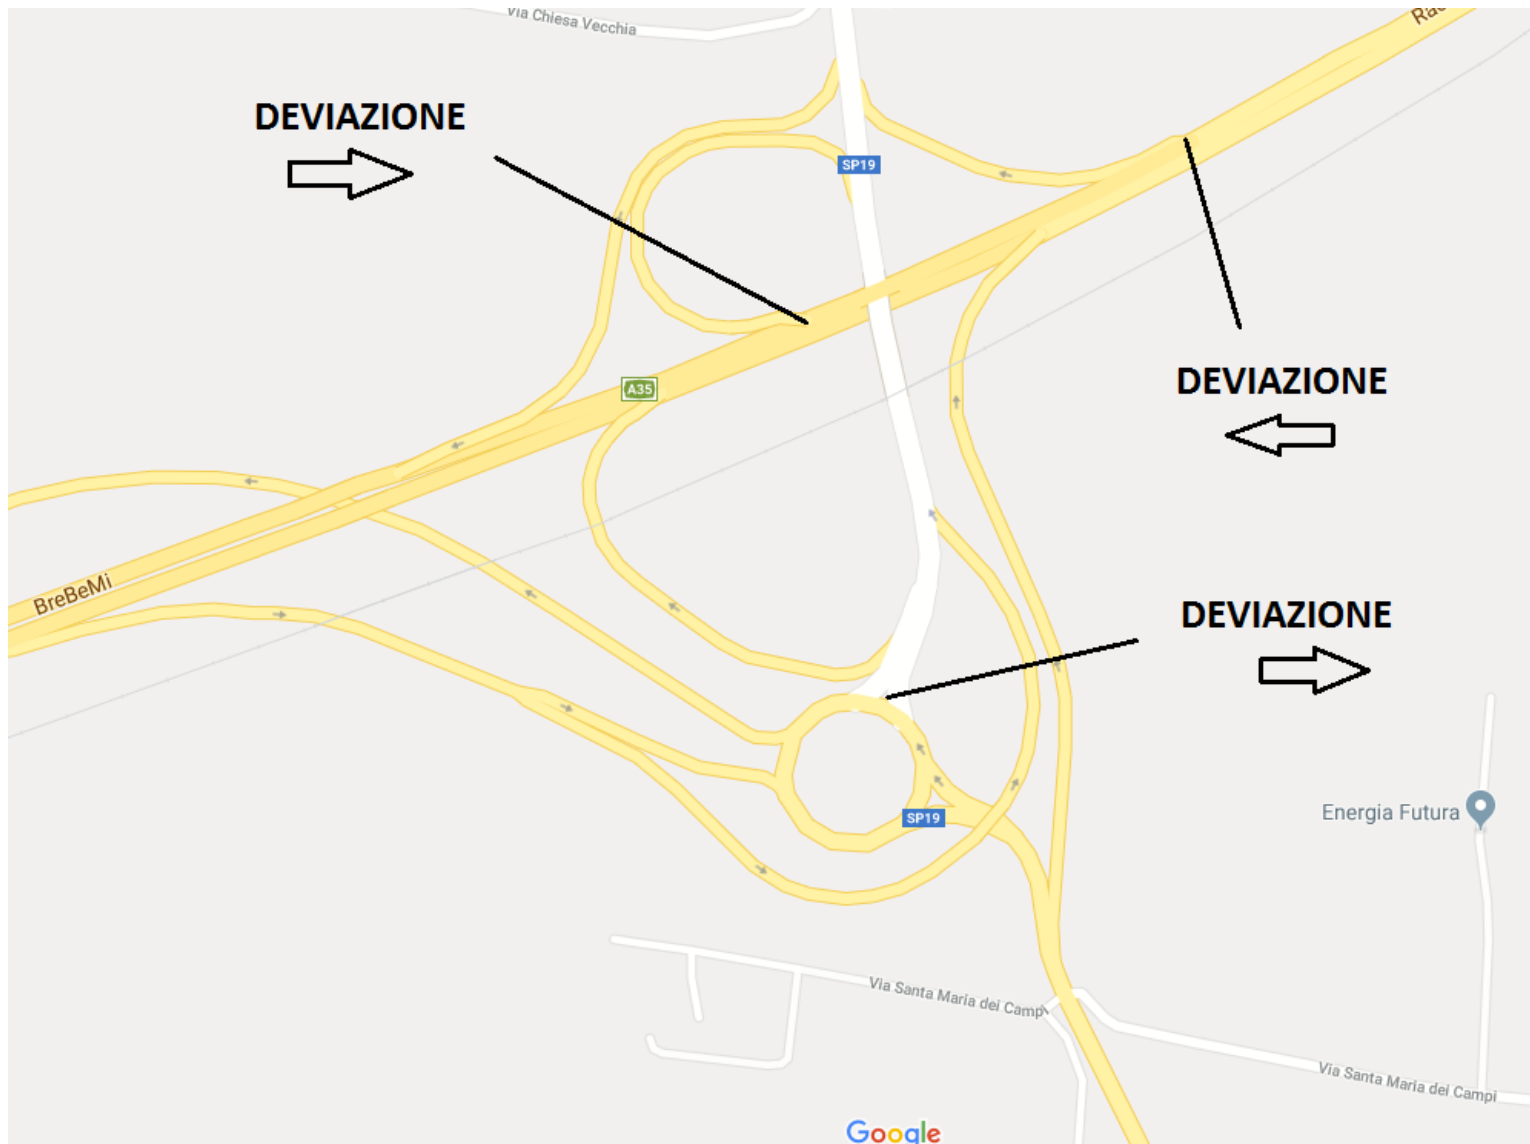 Via Chiesa Vecchia
DEVIAZIONE
SP19
A35
DEVIAZIONE
BreBeMi
DEVIAZIONE
Energia Futura
SP19
Via Santa Maria dei Camp
Via Santa Maria dei Campi
Google